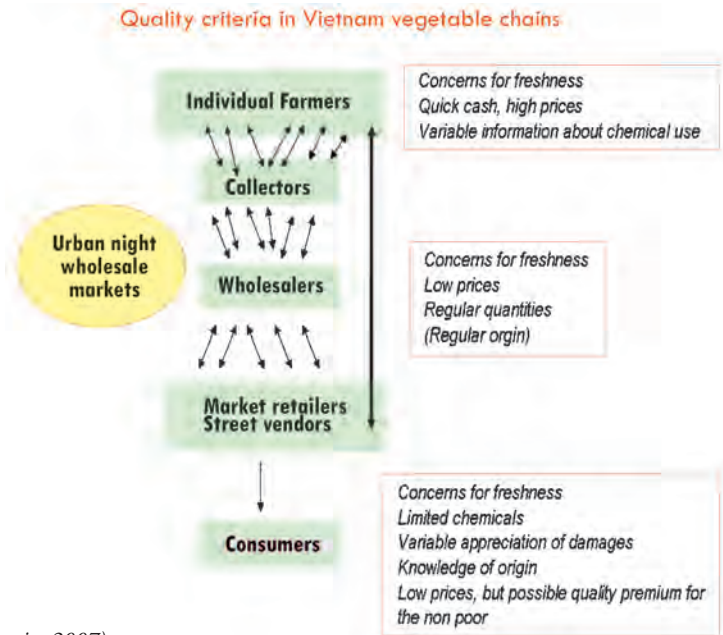 Quality criteria in Vietnam vegetable chains
Individual Farmers
Concerns for freshness
Quick cash, high prices
Variable information about chemical use
Collectors
Urban night
wholesale
markets
Wholesalers
Concerns for freshness
Low prices
Regular quantities
(Regular orgin)
Market retailers
Street vendors
Consumers
Concerns for freshness
Limited chemicals
Variable appreciation of damages
Knowledge of origin
Low prices, but possible quality premium for
the non poor
2007)